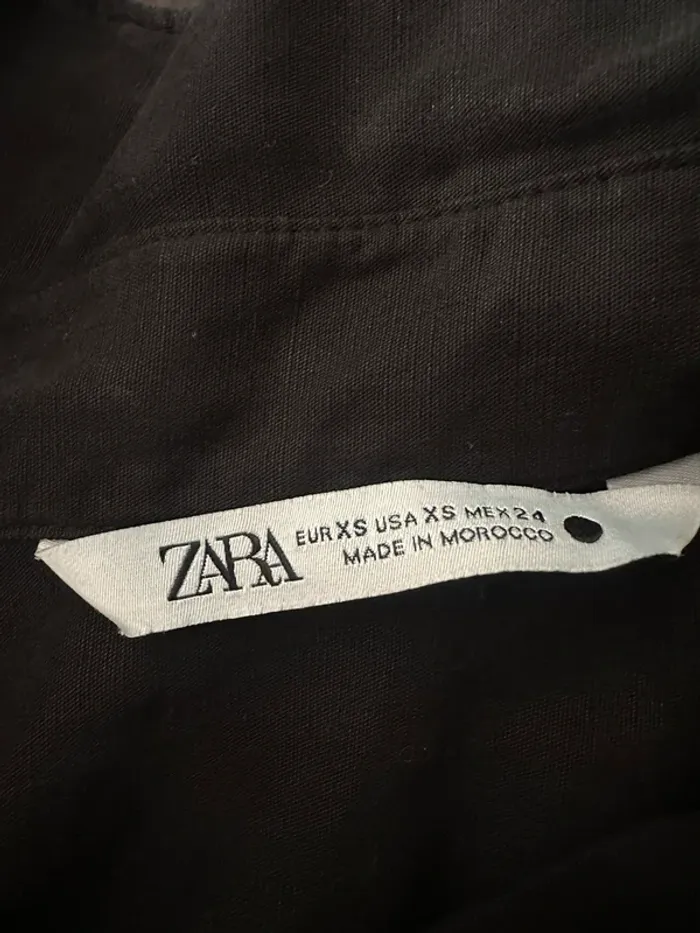 ZARA
EUR XS USA XS MEX 24
MADE IN MOROCCO